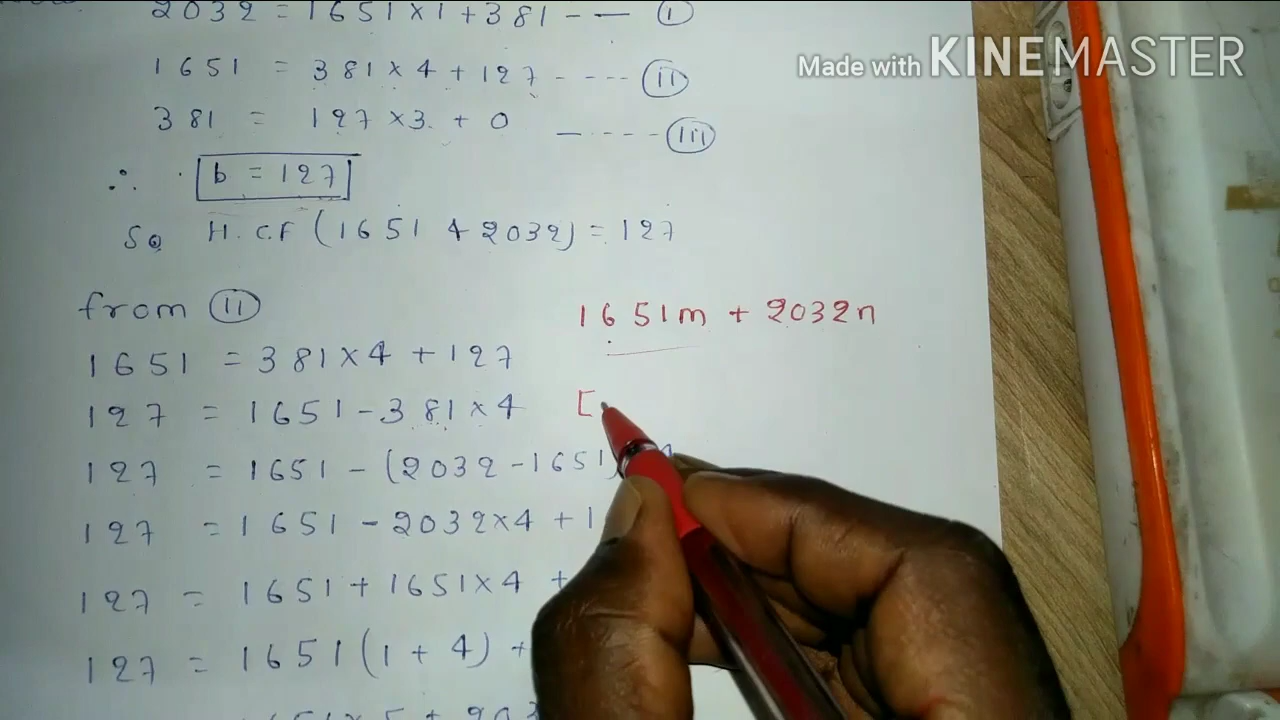 2032 = 1651 × 1 + 381 - — (i)
Made with KINEMASTER
1651 = 381 × 4 + 127 - - - - (ii)
381 = 127 × 3 + 0 — - - - - (iii)
∴ b = 127
So H.C.F (1651 & 2032) = 127
from (ii)
1651m + 2032n
1651 = 381 × 4 + 127
127 = 1651 - 381 × 4 [
127 = 1651 - (2032 - 1651)
127 = 1651 - 2032 × 4 + 1
127 = 1651 + 1651 × 4 +
127 = 1651 (1 + 4) +